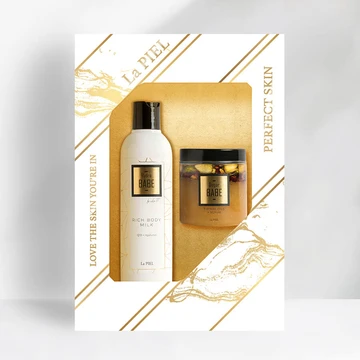 La PIEL
PERFECT SKIN
LOVE THE SKIN YOU'RE IN
BABE
RICH BODY
MILK
La PIEL
BABE